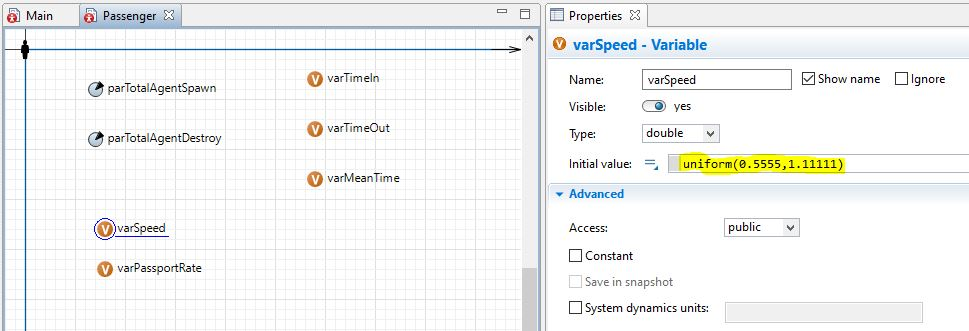 Main
Passenger
parTotalAgentSpawn
varTimeIn
parTotalAgentDestroy
varTimeOut
varMeanTime
varSpeed
varPassportRate
Properties
V varSpeed - Variable
Name: varSpeed Show name Ignore
Visible: yes
Type: double
Initial value: uniform(0.5555,1.11111)
Advanced
Access: public
Constant
Save in snapshot
System dynamics units: